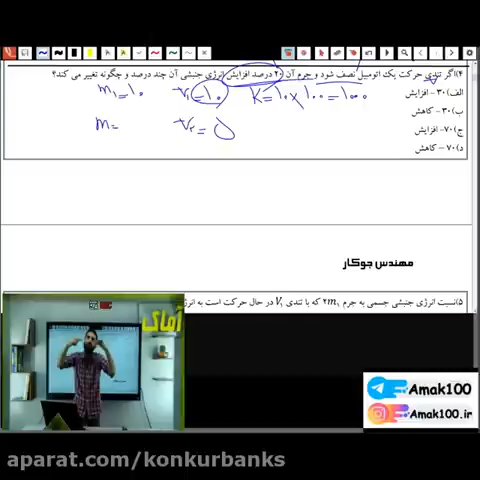 ۴)اگر تندی حرکت یک اتومبیل نصف شود و جرم آن ۲۰ درصد افزایش انرژی جنبشی آن چند درصد و چگونه تغییر می کند؟
الف)۳۰- افزایش
ب)۳۰- کاهش
ج)۷۰- افزایش
د)۷۰- کاهش
m₁=۱۰ V₁=۱۰ K=۱۰×۱۰۰=۱۰۰۰
m= V₂=۵
مهندس جوکار
۵)نسبت انرژی جنبشی جسمی به جرم ۲m₁ که با تندی V₁ در حال حرکت است به انرژ
آماک
Amak100
Amak100.ir
aparat.com/konkurbanks